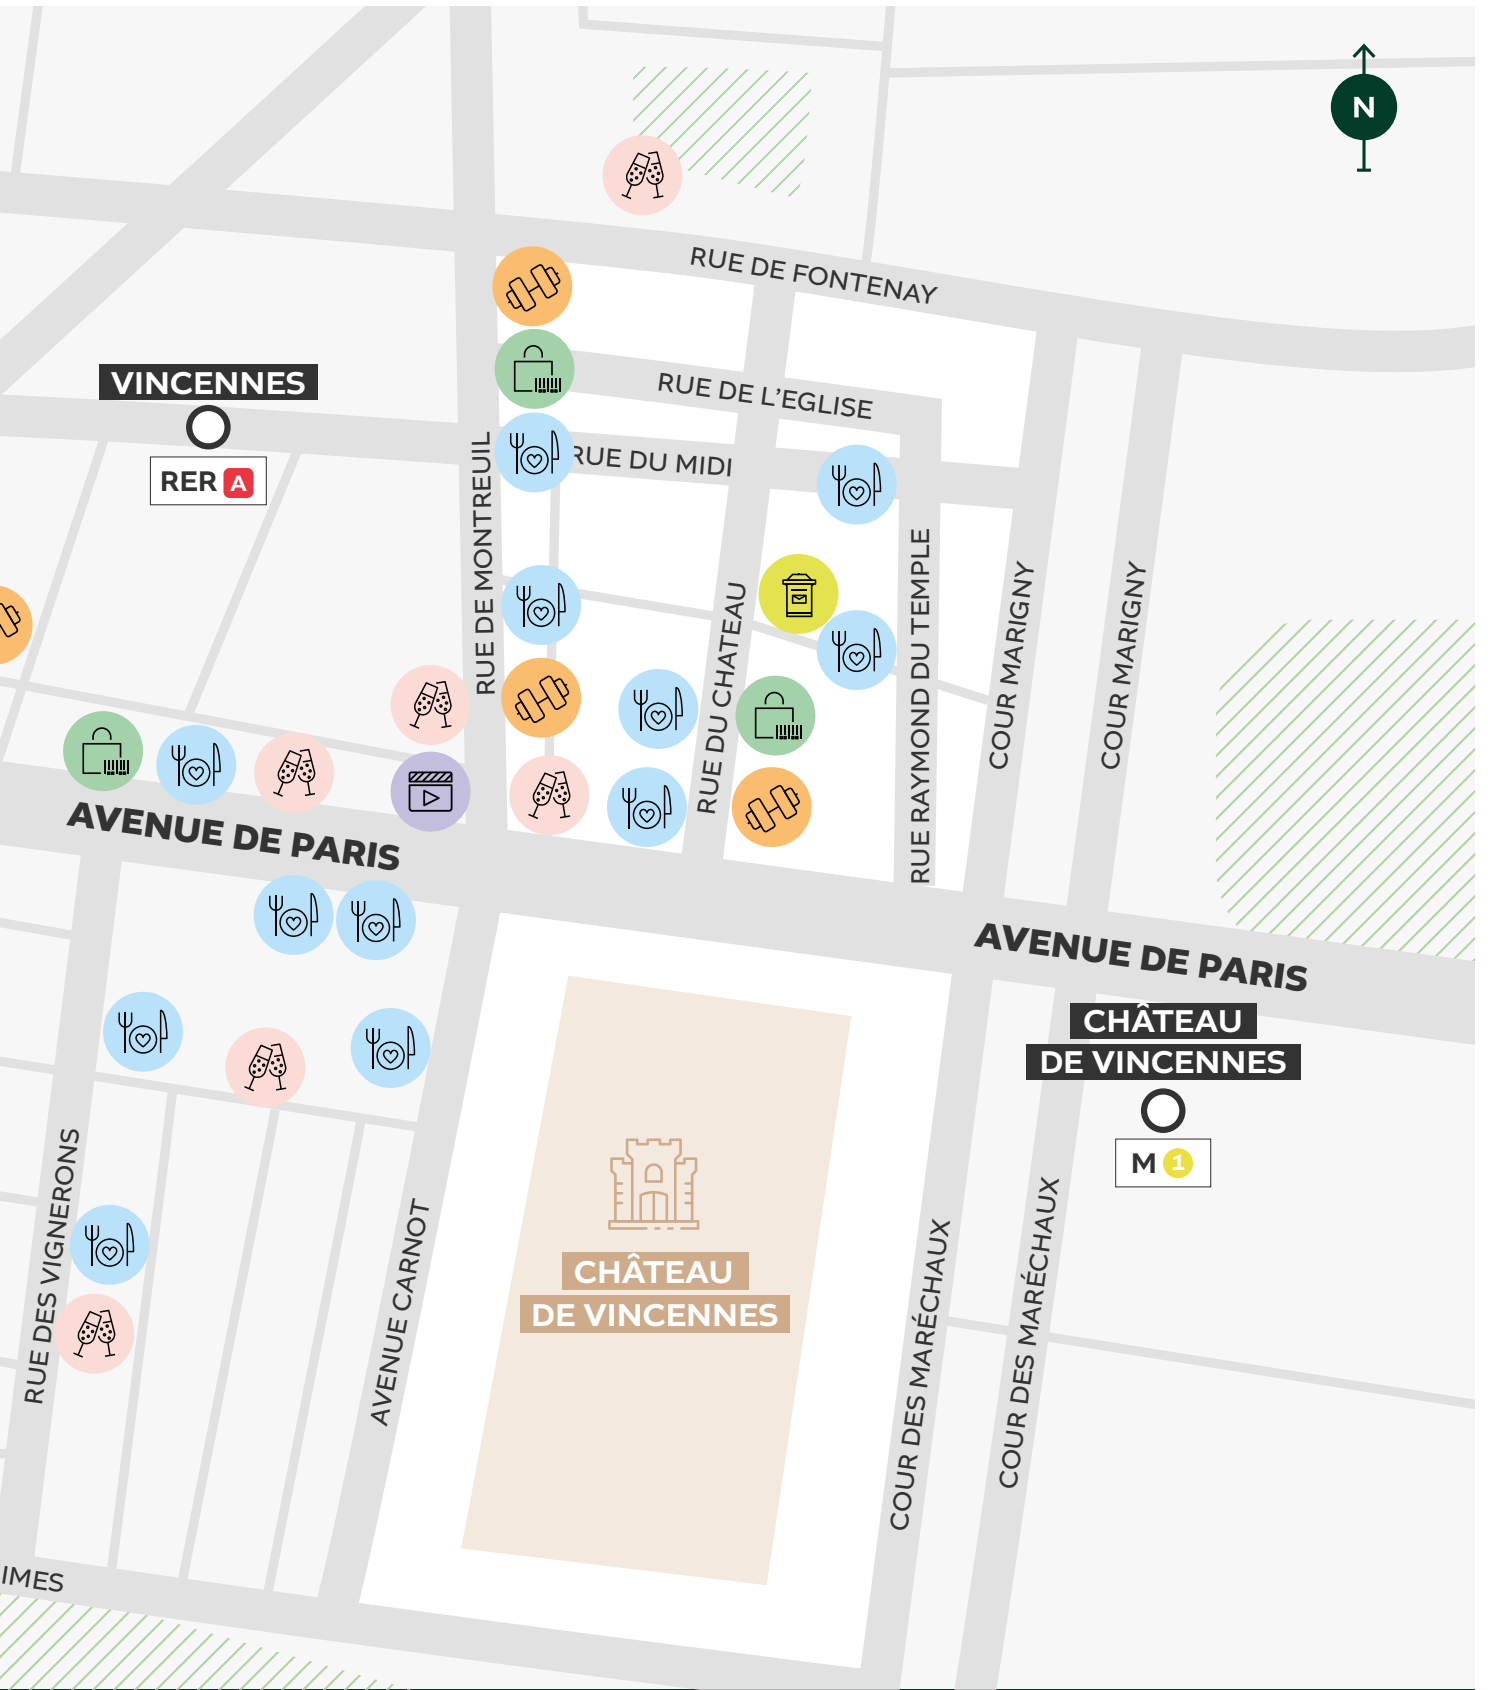 N
RUE DE FONTENAY
VINCENNES
RER A
RUE DE L'EGLISE
RUE DU MIDI
RUE DE MONTREUIL
RUE DU CHATEAU
RUE RAYMOND DU TEMPLE
COUR MARIGNY
COUR MARIGNY
AVENUE DE PARIS
AVENUE DE PARIS
CHÂTEAU
DE VINCENNES
M 1
RUE DES VIGNERONS
AVENUE CARNOT
CHÂTEAU
DE VINCENNES
COUR DES MARÉCHAUX
COUR DES MARÉCHAUX
IMES